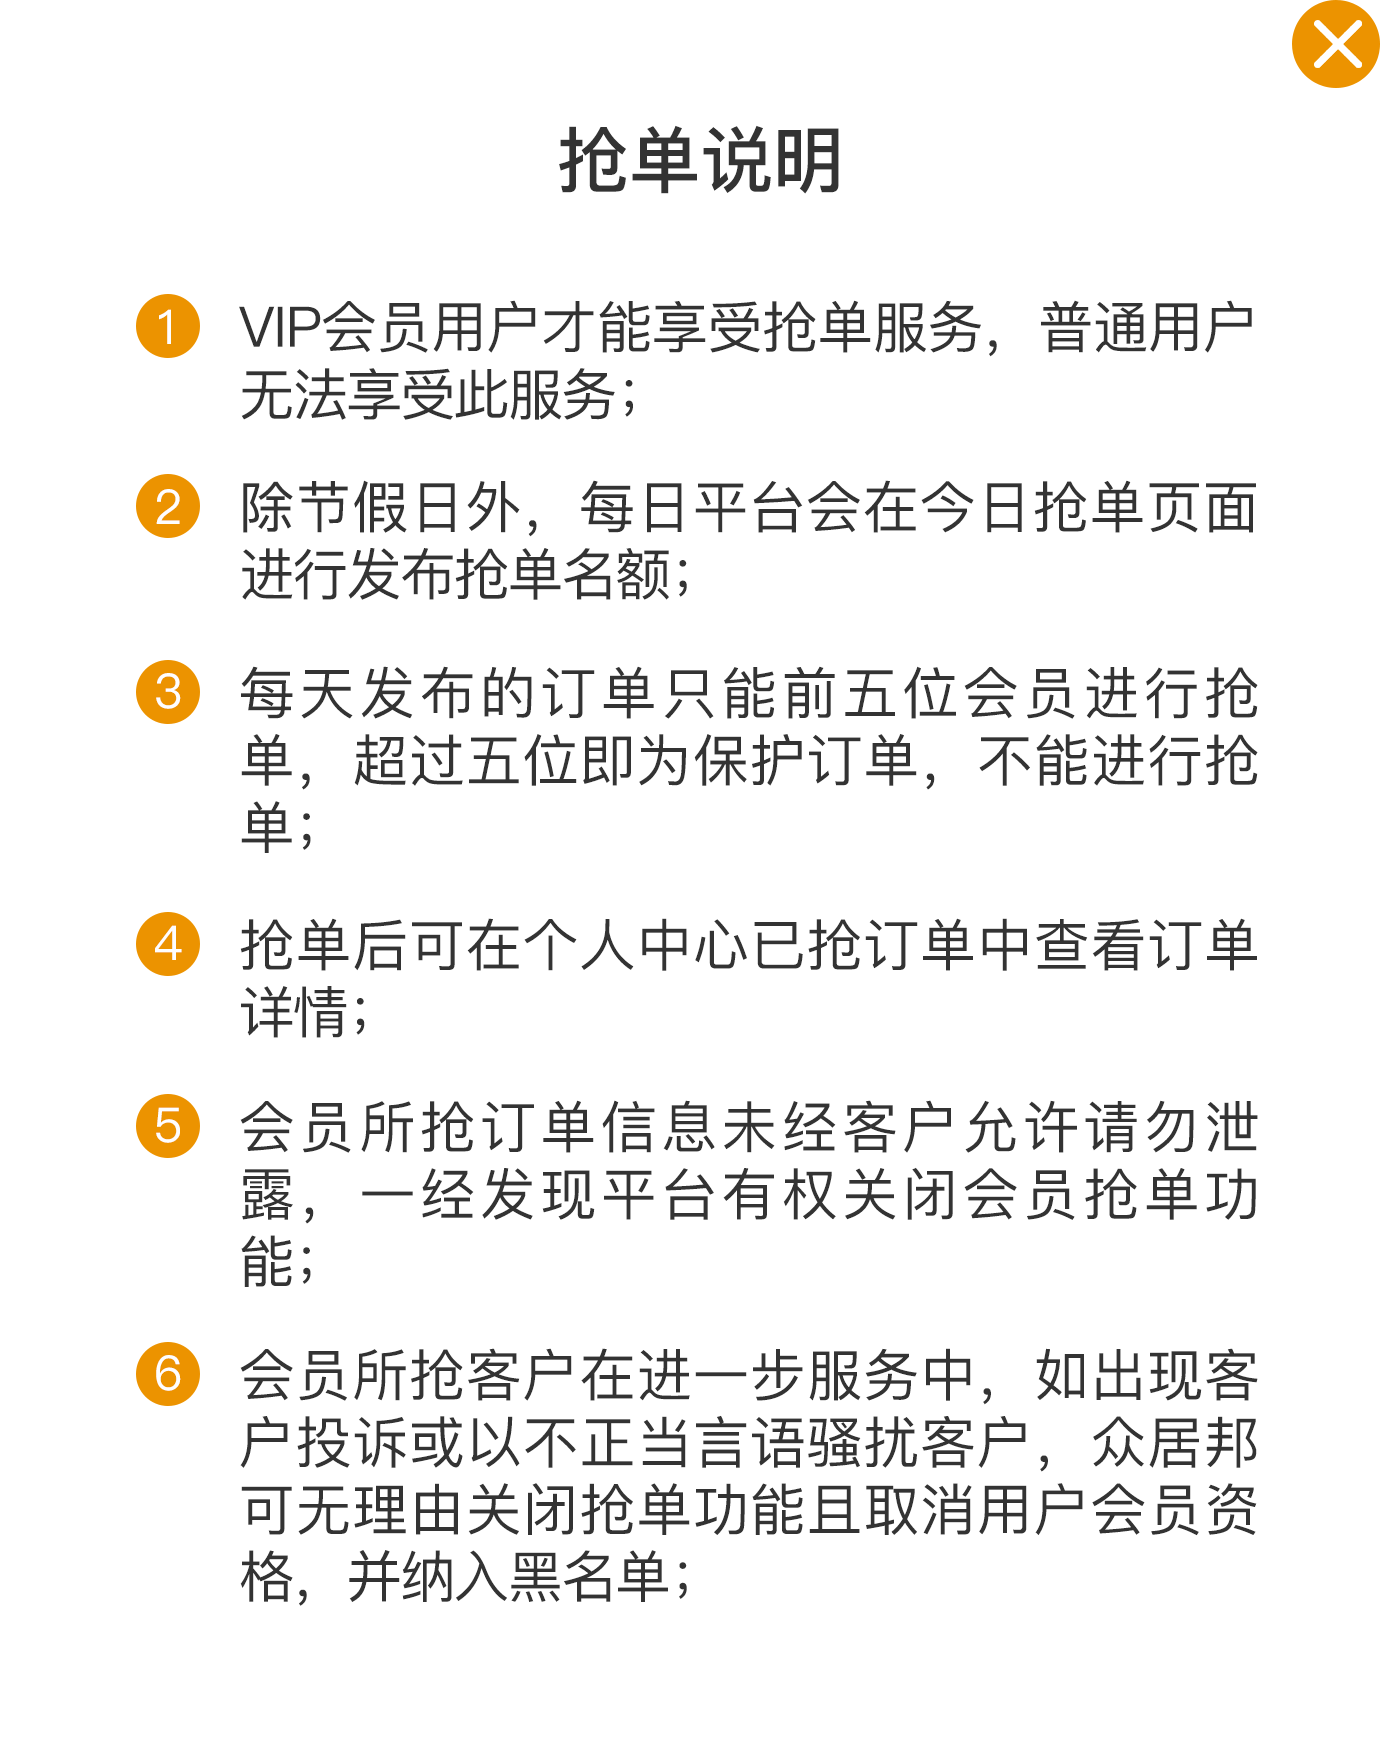 抢单说明
1 VIP会员用户才能享受抢单服务，普通用户
无法享受此服务；
2 除节假日外，每日平台会在今日抢单页面
进行发布抢单名额；
3 每天发布的订单只能前五位会员进行抢
单，超过五位即为保护订单，不能进行抢
单；
4 抢单后可在个人中心已抢订单中查看订单
详情；
5 会员所抢订单信息未经客户允许请勿泄
露，一经发现平台有权关闭会员抢单功
能；
6 会员所抢客户在进一步服务中，如出现客
户投诉或以不正当言语骚扰客户，众居邦
可无理由关闭抢单功能且取消用户会员资
格，并纳入黑名单；